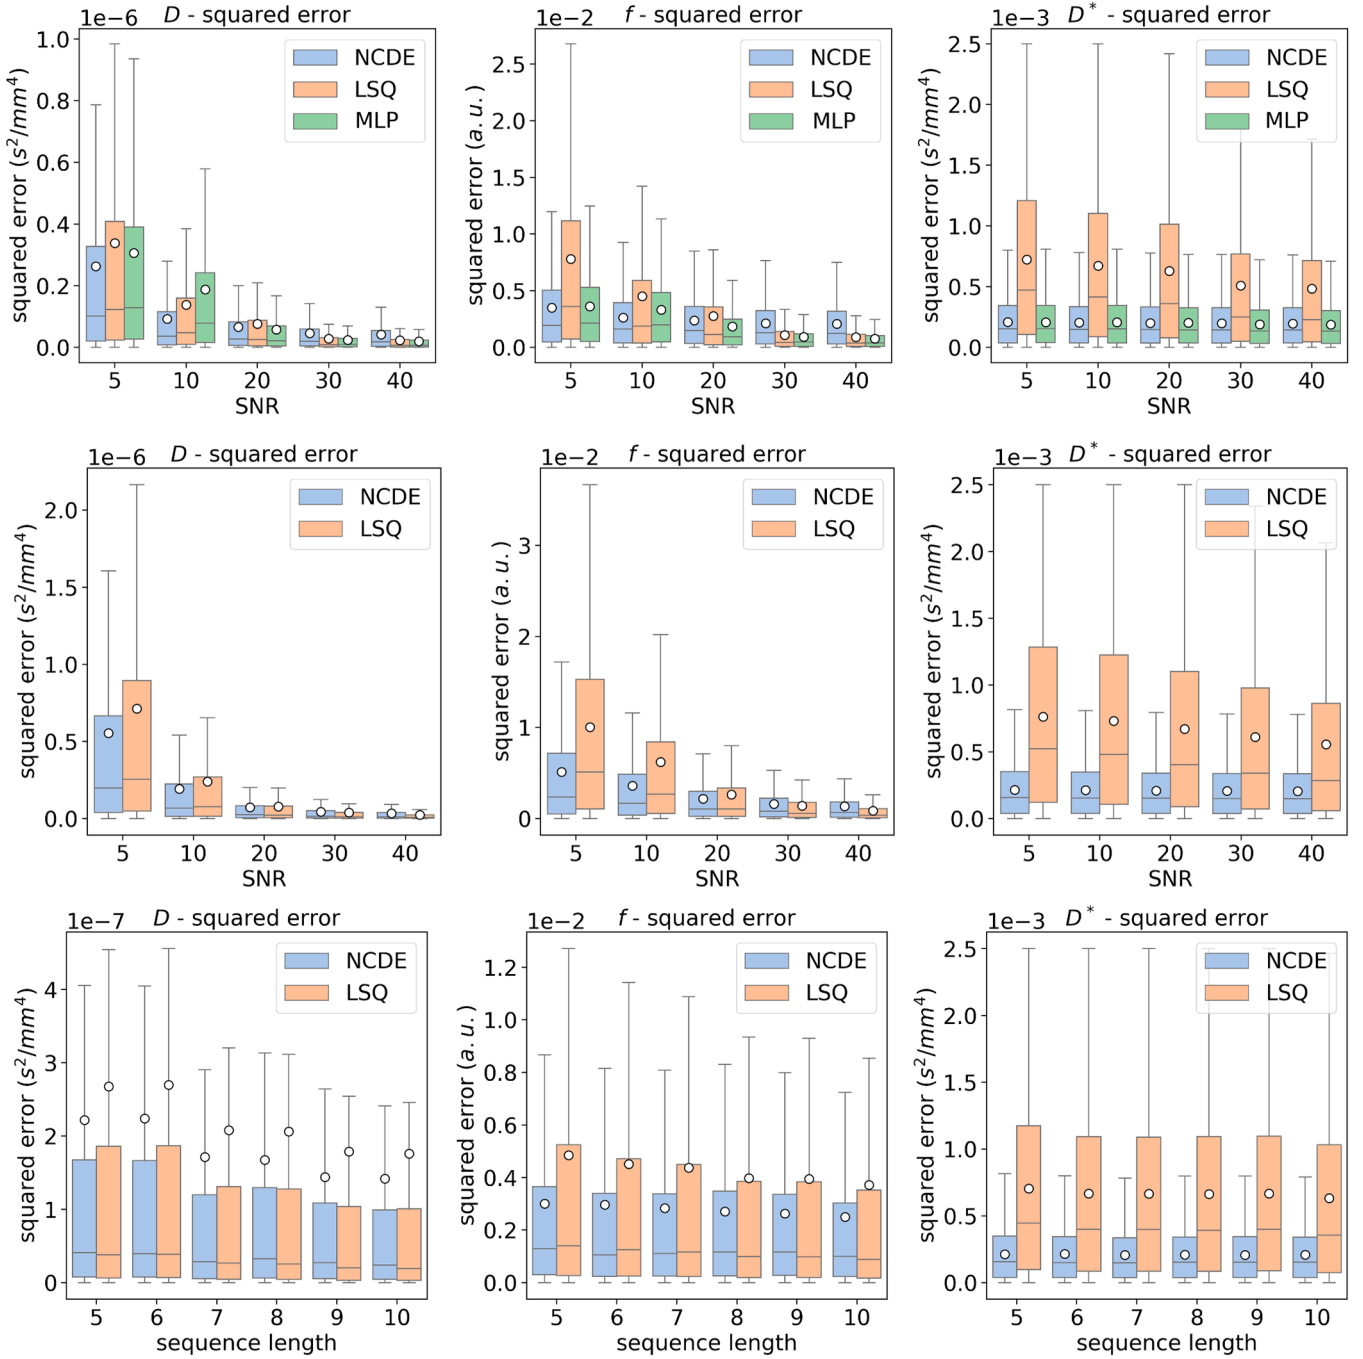 1e−6 D - squared error
squared error (s²/mm⁴)
1.0
0.8
0.6
0.4
0.2
0.0
NCDE
LSQ
MLP
5 10 20 30 40
SNR
1e−2 f - squared error
squared error (a.u.)
2.5
2.0
1.5
1.0
0.5
0.0
NCDE
LSQ
MLP
5 10 20 30 40
SNR
1e−3 D* - squared error
squared error (s²/mm⁴)
2.5
2.0
1.5
1.0
0.5
0.0
NCDE
LSQ
MLP
5 10 20 30 40
SNR
1e−6 D - squared error
squared error (s²/mm⁴)
2.0
1.5
1.0
0.5
0.0
NCDE
LSQ
5 10 20 30 40
SNR
1e−2 f - squared error
squared error (a.u.)
3
2
1
0
NCDE
LSQ
5 10 20 30 40
SNR
1e−3 D* - squared error
squared error (s²/mm⁴)
2.5
2.0
1.5
1.0
0.5
0.0
NCDE
LSQ
5 10 20 30 40
SNR
1e−7 D - squared error
squared error (s²/mm⁴)
4
3
2
1
0
NCDE
LSQ
5 6 7 8 9 10
sequence length
1e−2 f - squared error
squared error (a.u.)
1.2
1.0
0.8
0.6
0.4
0.2
0.0
NCDE
LSQ
5 6 7 8 9 10
sequence length
1e−3 D* - squared error
squared error (s²/mm⁴)
2.5
2.0
1.5
1.0
0.5
0.0
NCDE
LSQ
5 6 7 8 9 10
sequence length